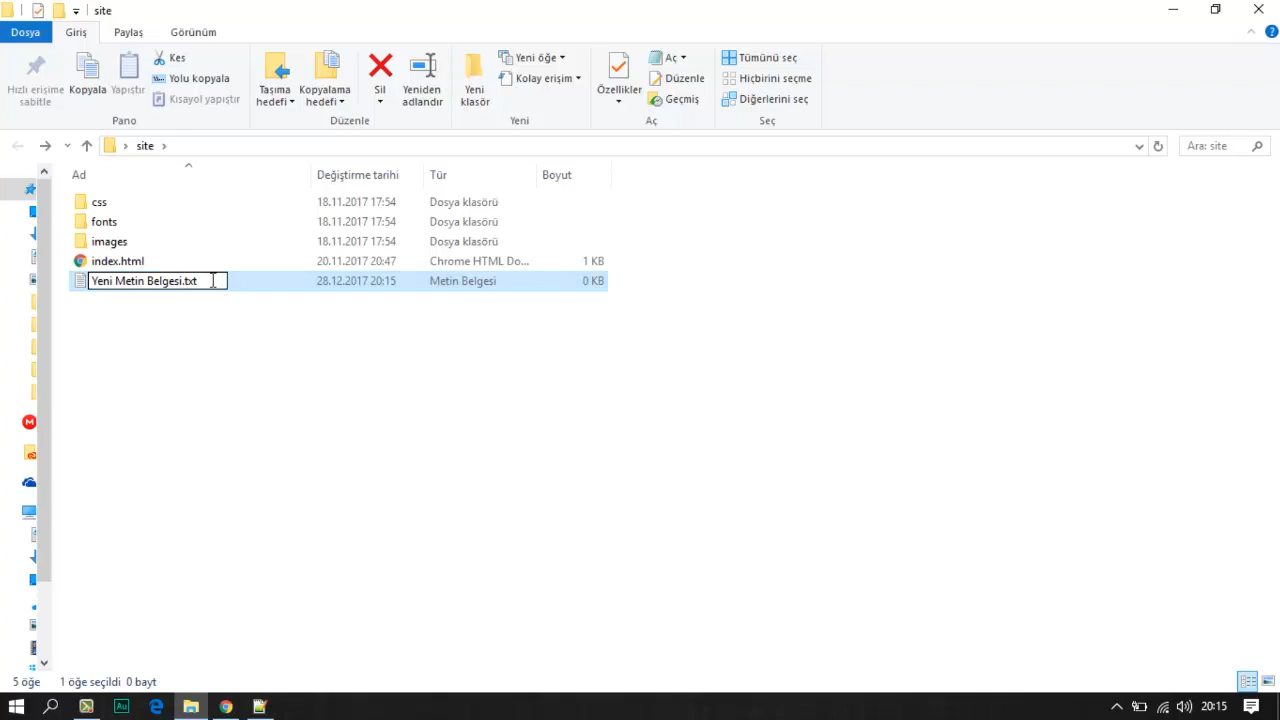 site
Dosya
Giriş
Paylaş
Görünüm
?
Hızlı erişime sabitle
Kopyala
Yapıştır
Kes
Yolu kopyala
Kısayol yapıştır
Pano
Taşıma hedefi
Kopyalama hedefi
Sil
Yeniden adlandır
Düzenle
Yeni klasör
Yeni öğe
Kolay erişim
Yeni
Özellikler
Aç
Düzenle
Geçmiş
Aç
Tümünü seç
Hiçbirini seçme
Diğerlerini seç
Seç
site
Ara: site
Ad Değiştirme tarihi Tür Boyut
css 18.11.2017 17:54 Dosya klasörü
fonts 18.11.2017 17:54 Dosya klasörü
images 18.11.2017 17:54 Dosya klasörü
index.html 20.11.2017 20:47 Chrome HTML Do... 1 KB
Yeni Metin Belgesi.txt 28.12.2017 20:15 Metin Belgesi 0 KB
M
5 öğe 1 öğe seçildi 0 bayt
Au
20:15